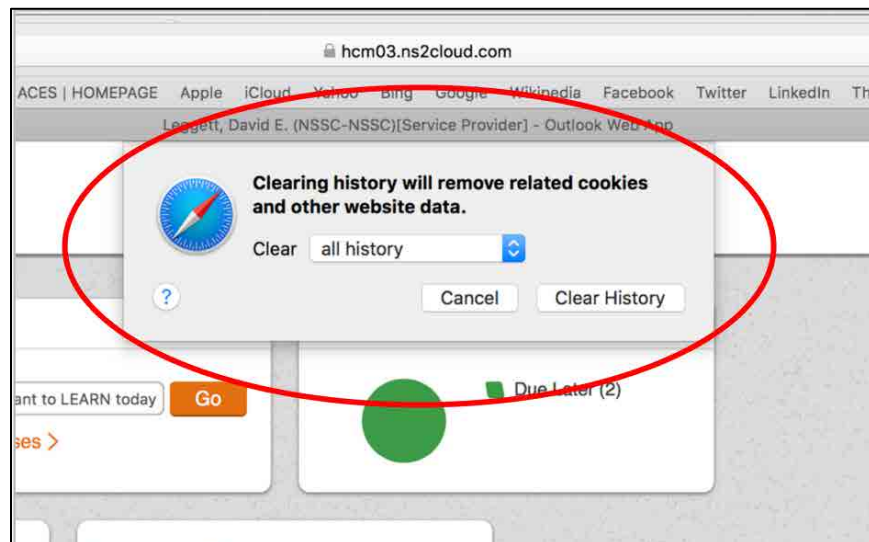 hcm03.ns2cloud.com
ACES | HOMEPAGE Apple iCloud Yahoo Bing Google Wikipedia Facebook Twitter LinkedIn Th
Leggett, David E. (NSSC-NSSC)[Service Provider] - Outlook Web App
Clearing history will remove related cookies
and other website data.
Clear all history
? Cancel Clear History
ant to LEARN today Go
Due Later (2)
ses >